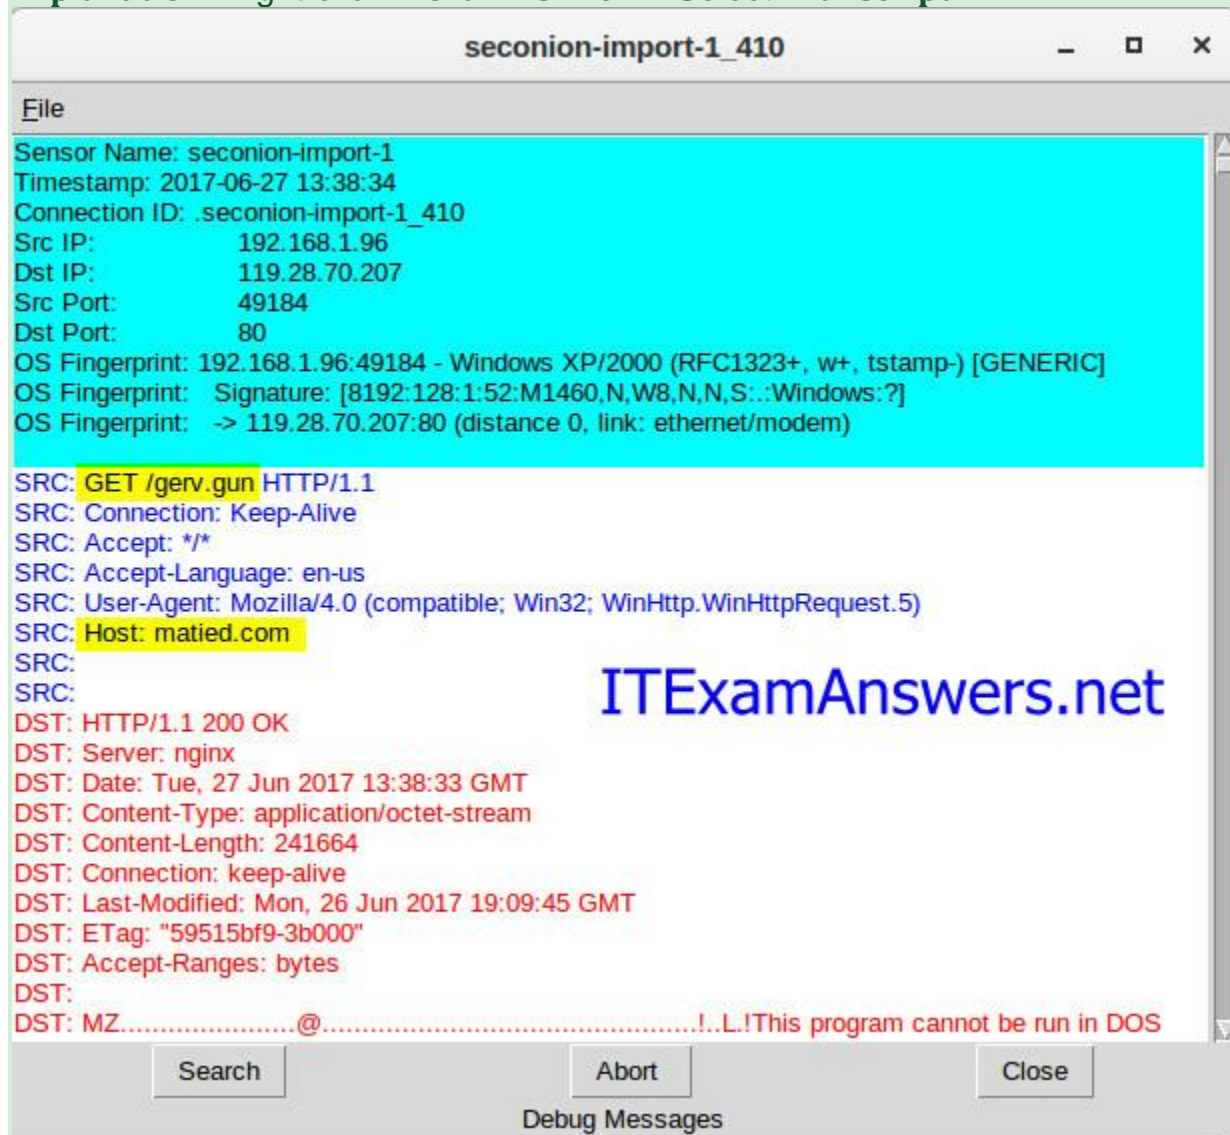 seconion-import-1_410
File
Sensor Name: seconion-import-1
Timestamp: 2017-06-27 13:38:34
Connection ID: .seconion-import-1_410
Src IP: 192.168.1.96
Dst IP: 119.28.70.207
Src Port: 49184
Dst Port: 80
OS Fingerprint: 192.168.1.96:49184 - Windows XP/2000 (RFC1323+, w+, tstamp-) [GENERIC]
OS Fingerprint: Signature: [8192:128:1:52:M1460,N,W8,N,N,S:.:Windows:?]
OS Fingerprint: -> 119.28.70.207:80 (distance 0, link: ethernet/modem)
SRC: GET /gerv.gun HTTP/1.1
SRC: Connection: Keep-Alive
SRC: Accept: */*
SRC: Accept-Language: en-us
SRC: User-Agent: Mozilla/4.0 (compatible; Win32; WinHttp.WinHttpRequest.5)
SRC: Host: matied.com
SRC:
SRC:
ITExamAnswers.net
DST: HTTP/1.1 200 OK
DST: Server: nginx
DST: Date: Tue, 27 Jun 2017 13:38:33 GMT
DST: Content-Type: application/octet-stream
DST: Content-Length: 241664
DST: Connection: keep-alive
DST: Last-Modified: Mon, 26 Jun 2017 19:09:45 GMT
DST: ETag: "59515bf9-3b000"
DST: Accept-Ranges: bytes
DST:
DST: MZ......................@...............................................!..L.!This program cannot be run in DOS
Search Abort Close
Debug Messages